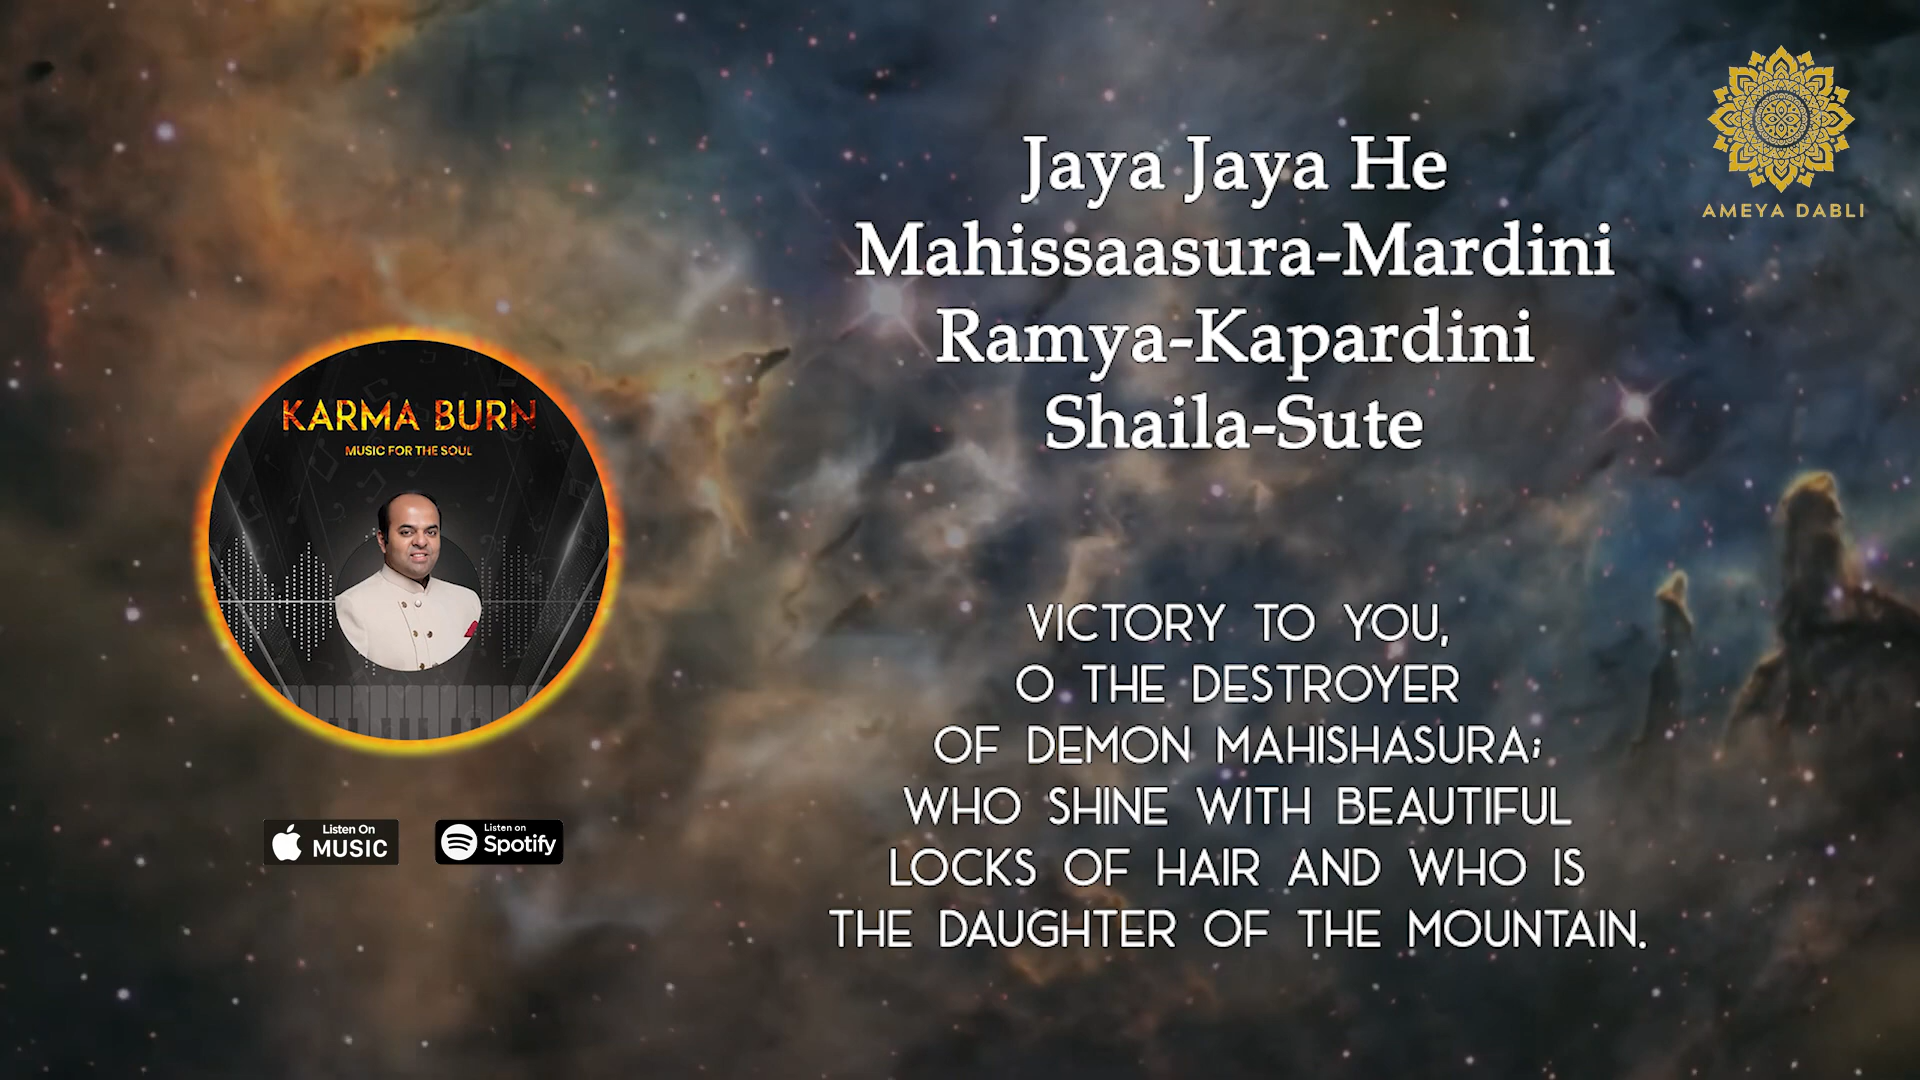 Jaya Jaya He
Mahissaasura-Mardini
Ramya-Kapardini
Shaila-Sute
AMEYA DABLI
KARMA BURN
MUSIC FOR THE SOUL
VICTORY TO YOU,
O THE DESTROYER
OF DEMON MAHISHASURA;
WHO SHINE WITH BEAUTIFUL
LOCKS OF HAIR AND WHO IS
THE DAUGHTER OF THE MOUNTAIN.
Listen On
MUSIC
Listen on
Spotify